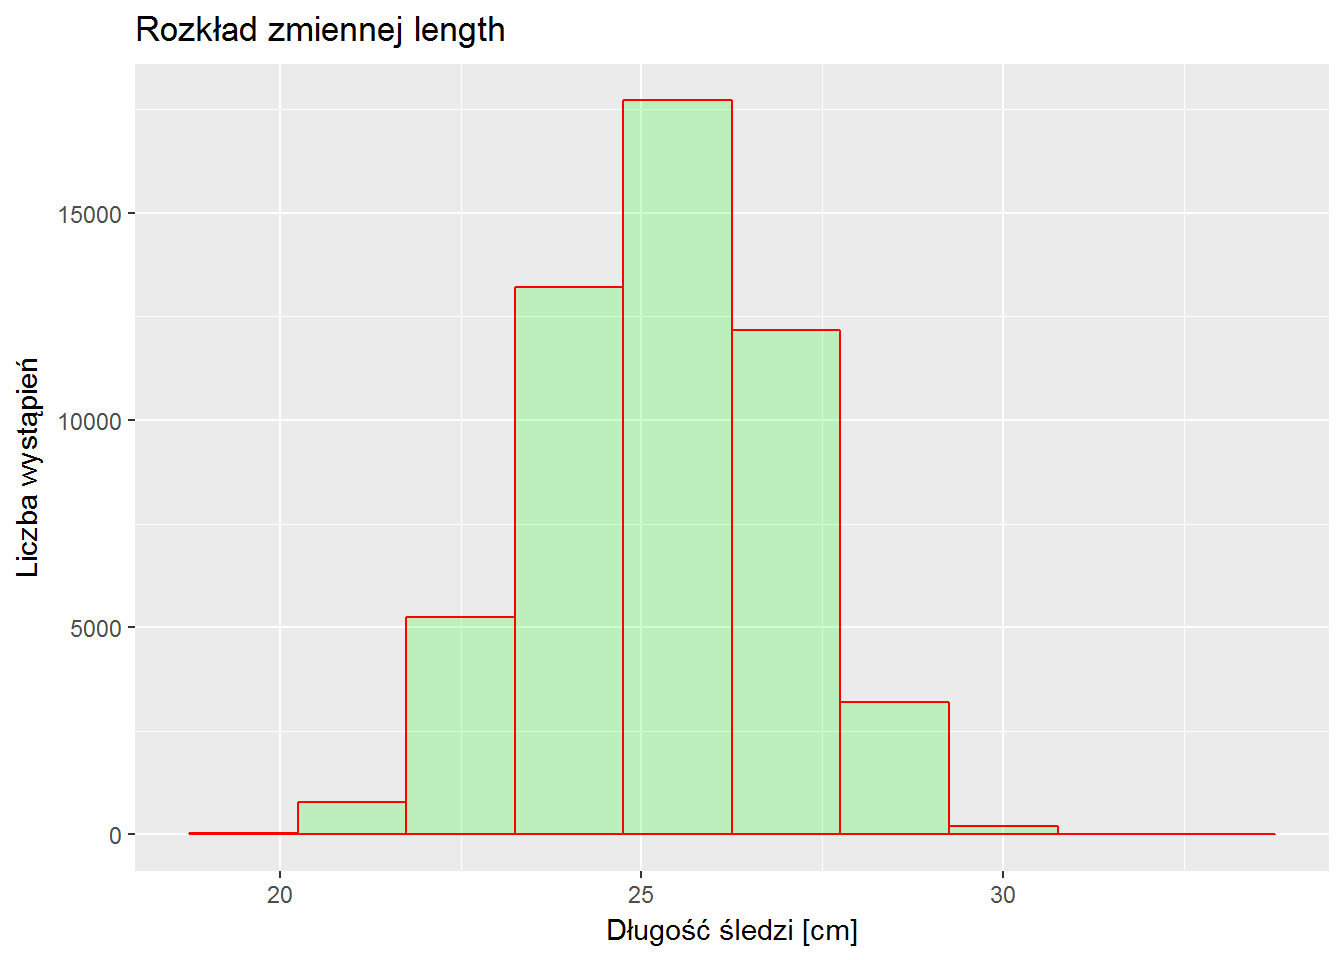 Rozkład zmiennej length
Liczba wystąpień
15000
10000
5000
0
20 25 30
Długość śledzi [cm]